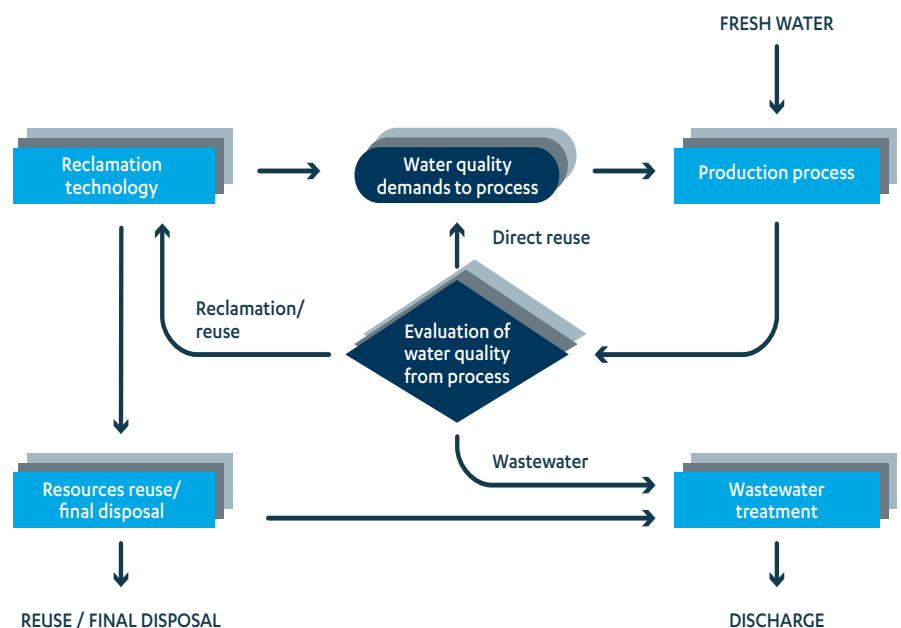 FRESH WATER
Reclamation
technology
Water quality
demands to process
Production process
Direct reuse
Reclamation/
reuse
Evaluation of
water quality
from process
Wastewater
Resources reuse/
final disposal
Wastewater
treatment
REUSE / FINAL DISPOSAL
DISCHARGE